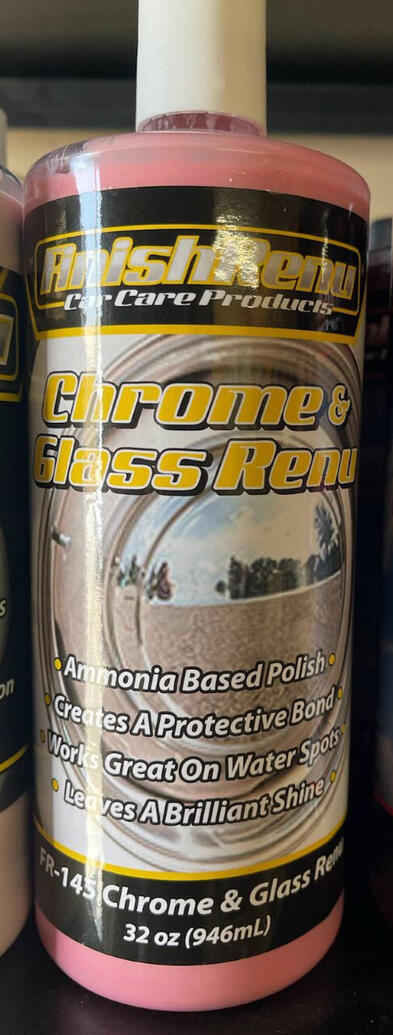 FinishRenu
Car Care Products
Chrome &
Glass Renu
• Ammonia Based Polish •
• Creates A Protective Bond •
• Works Great On Water Spots •
• Leaves A Brilliant Shine •
FR-145 Chrome & Glass Renu
32 oz (946mL)